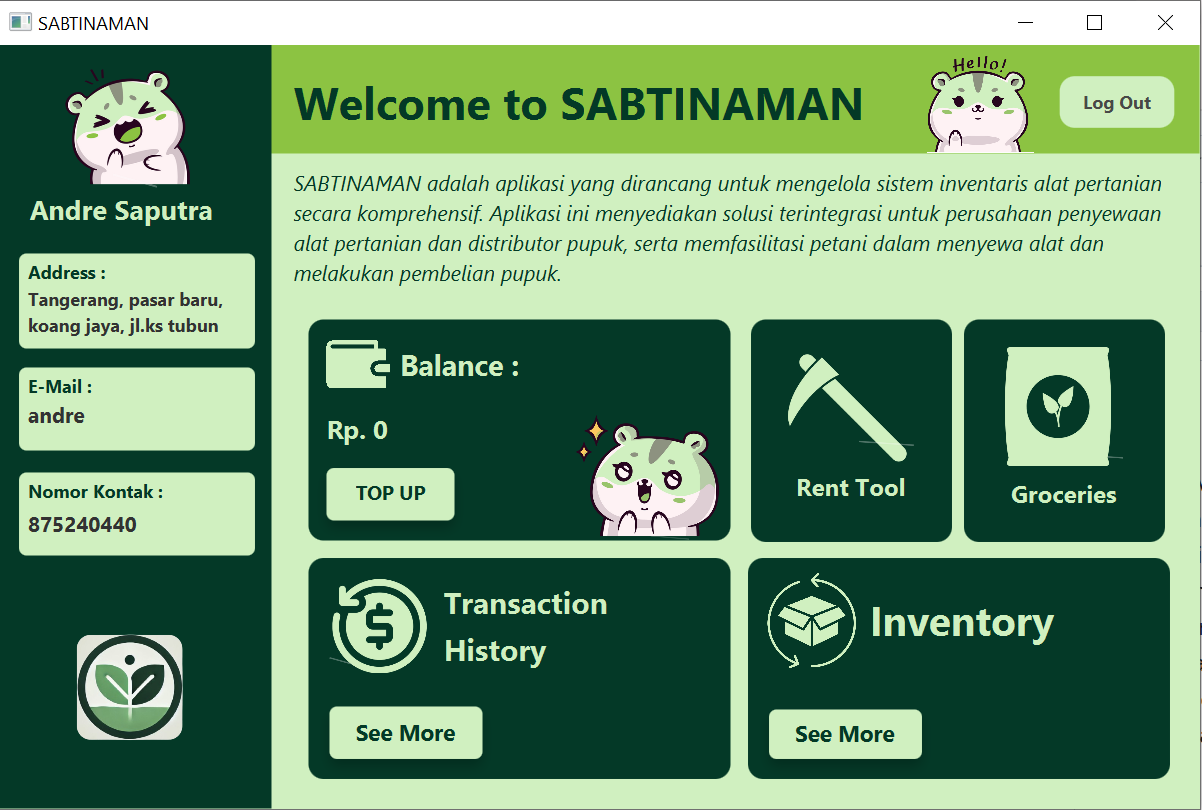 SABTINAMAN
Hello!
Welcome to SABTINAMAN
Log Out
Andre Saputra
Address :
Tangerang, pasar baru,
koang jaya, jl.ks tubun
E-Mail :
andre
Nomor Kontak :
875240440
SABTINAMAN adalah aplikasi yang dirancang untuk mengelola sistem inventaris alat pertanian
secara komprehensif. Aplikasi ini menyediakan solusi terintegrasi untuk perusahaan penyewaan
alat pertanian dan distributor pupuk, serta memfasilitasi petani dalam menyewa alat dan
melakukan pembelian pupuk.
Balance :
Rp. 0
TOP UP
Rent Tool
Groceries
Transaction
History
See More
Inventory
See More